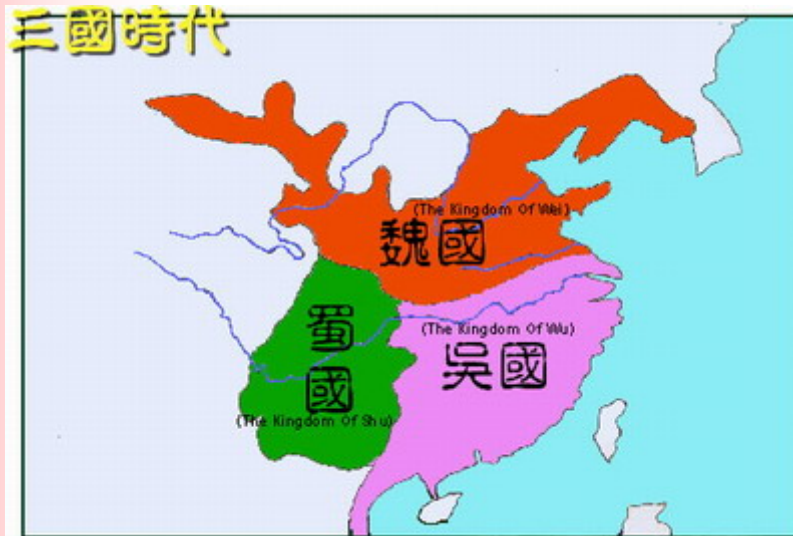 三國時代
(The Kingdom Of Wei)
魏國
蜀
國
(The Kingdom Of Shu)
(The Kingdom Of Wu)
吳國